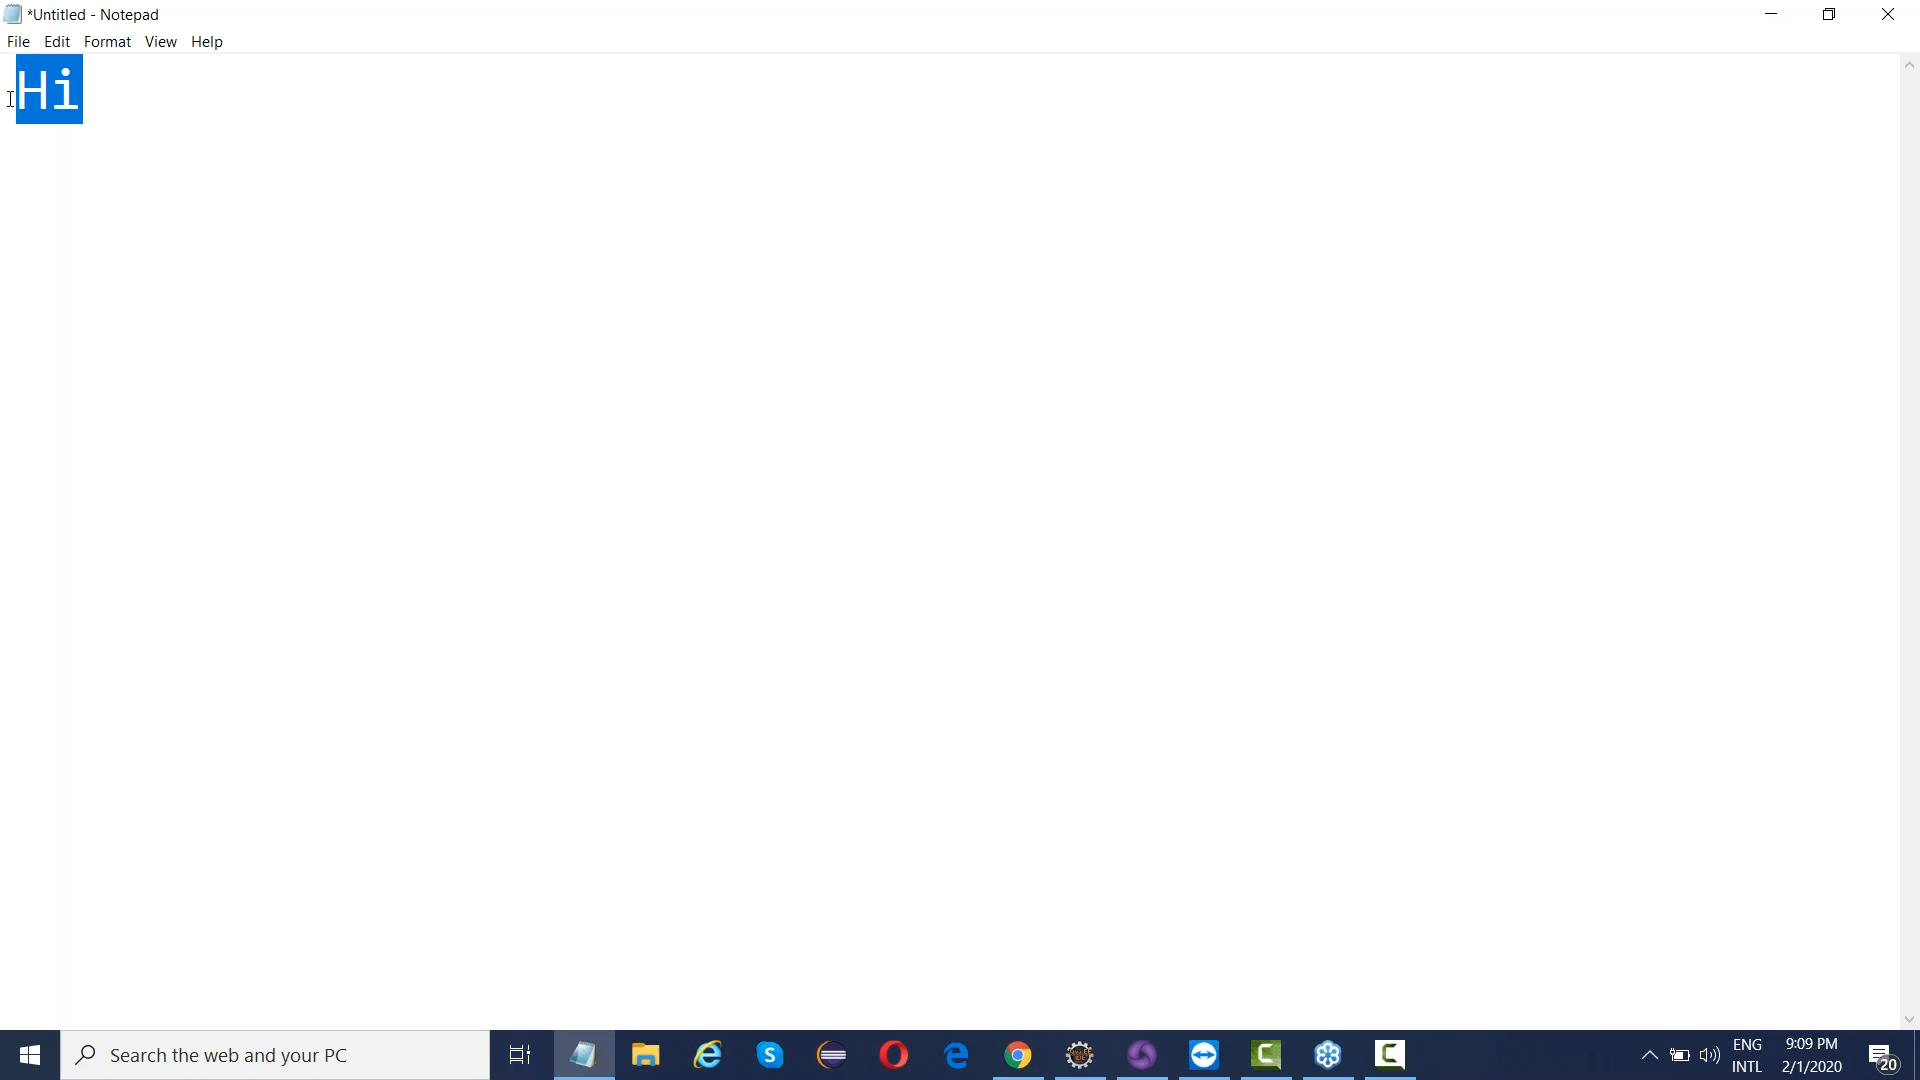 *Untitled - Notepad
File Edit Format View Help
Hi
Search the web and your PC
ENG
INTL
9:09 PM
2/1/2020
20